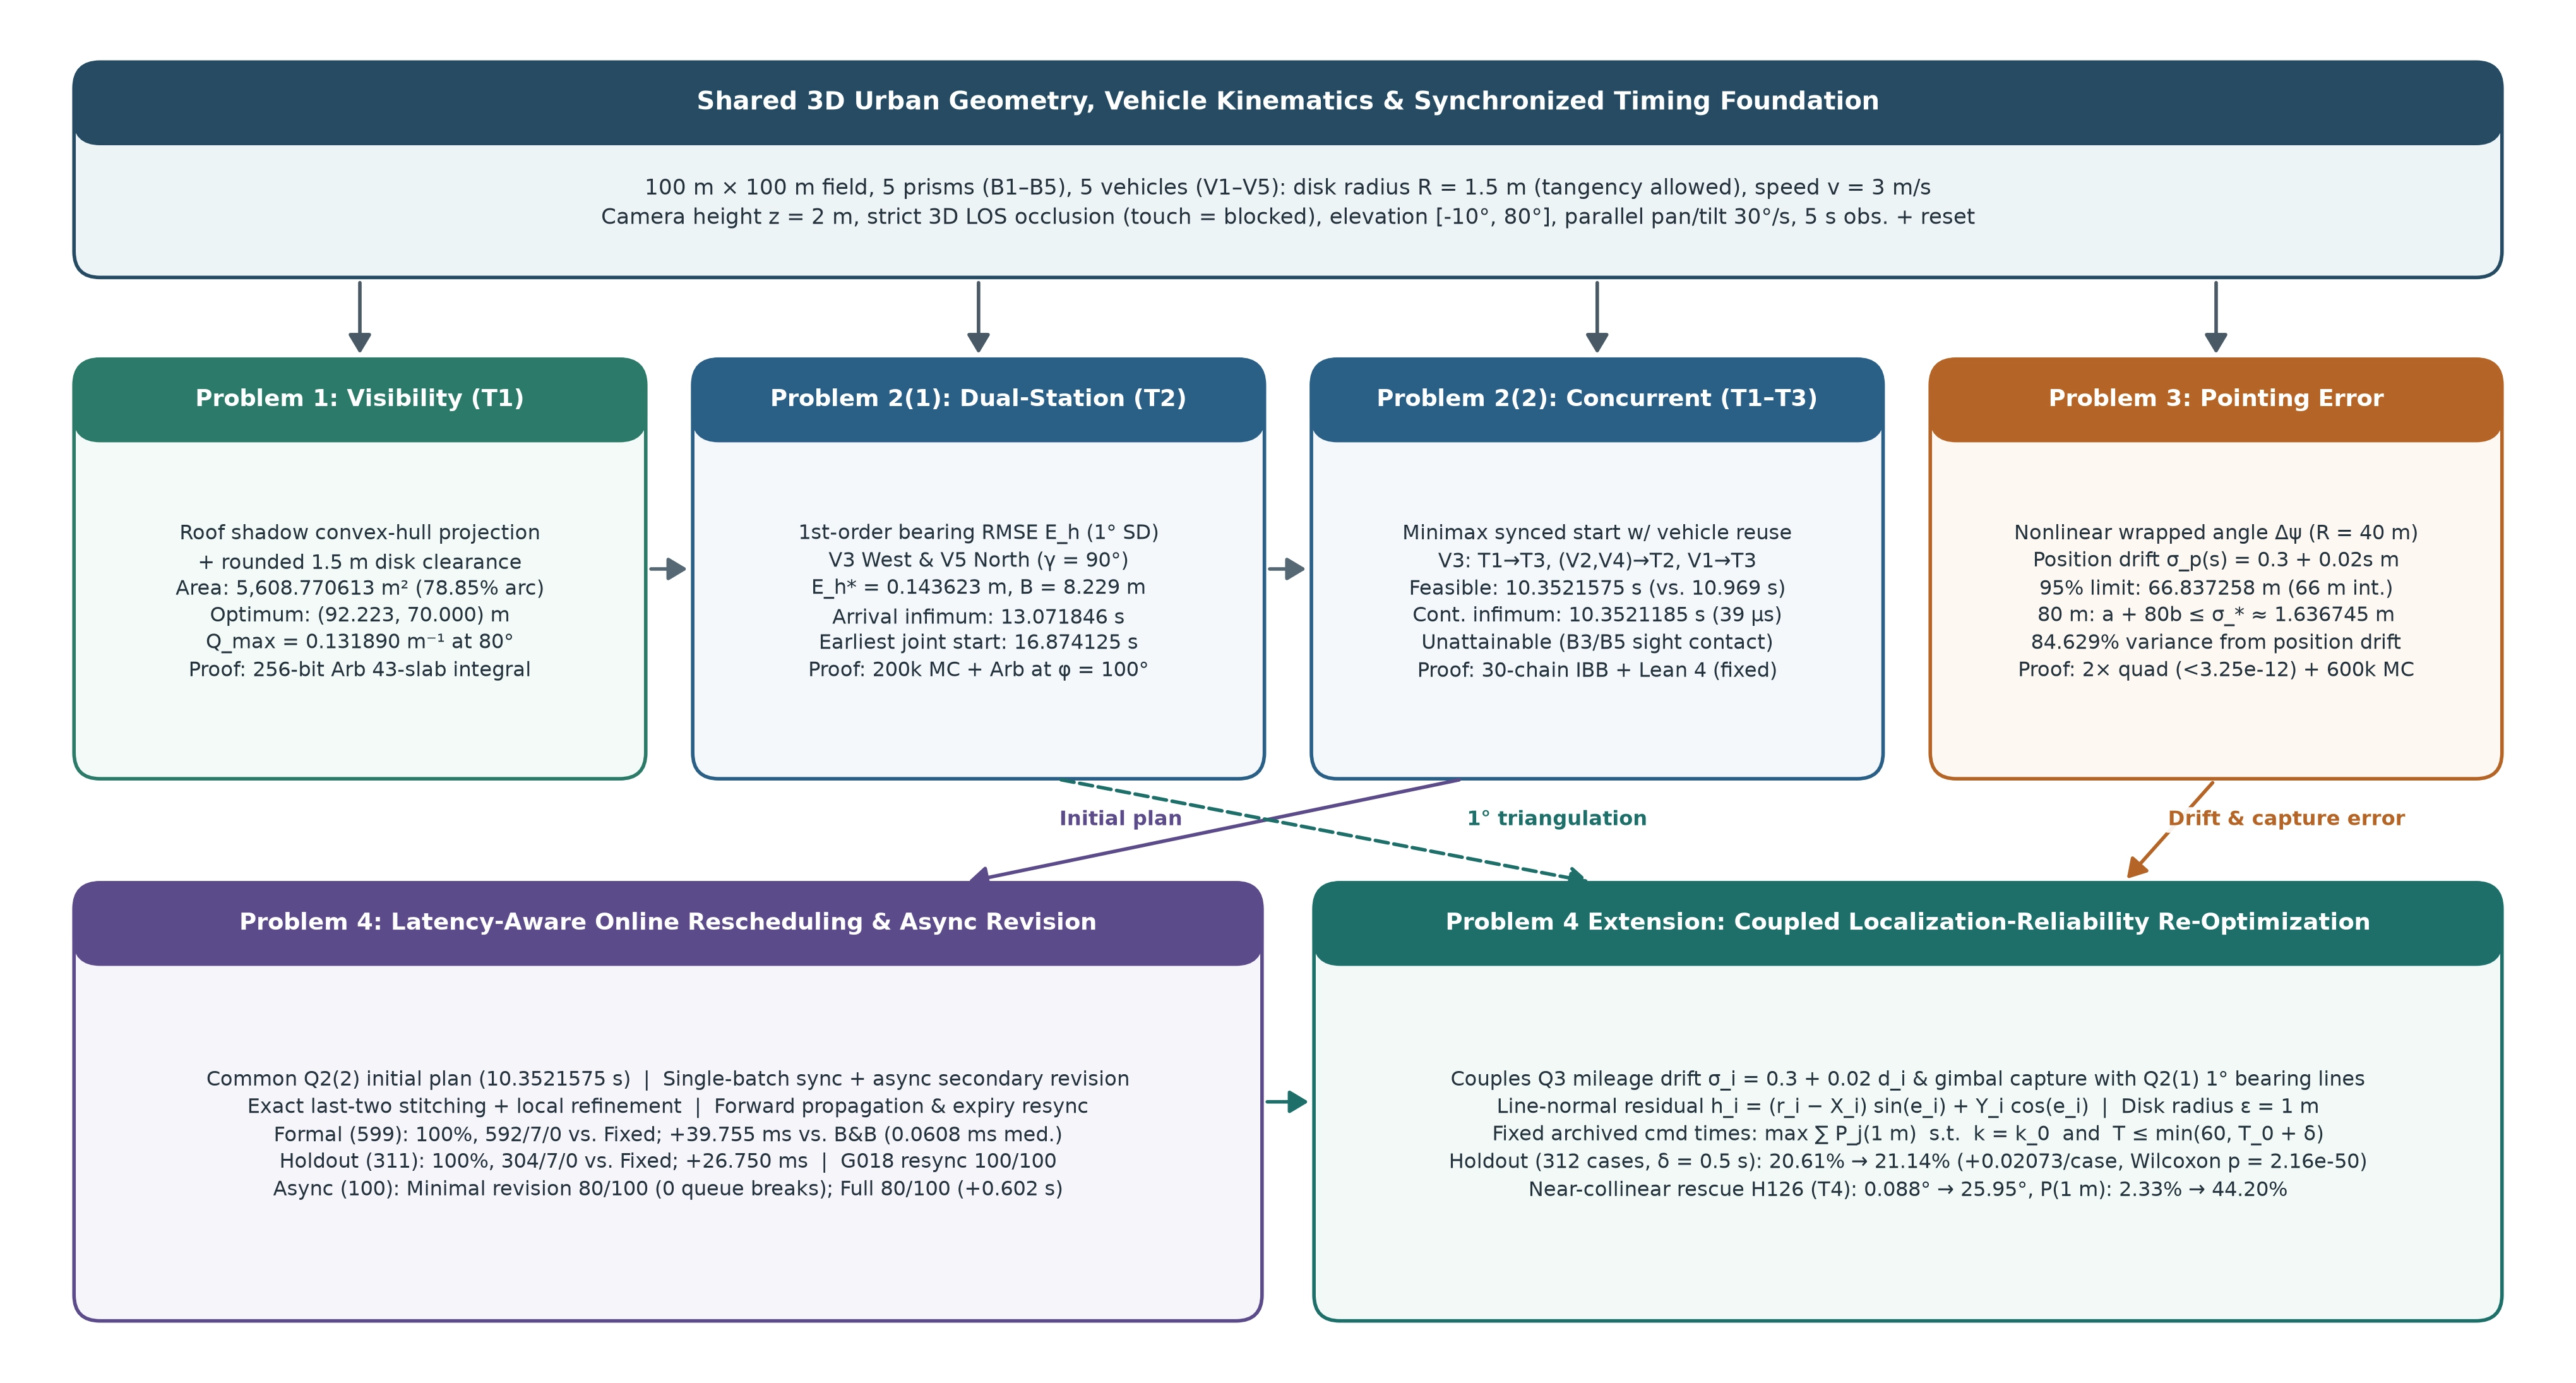 Shared 3D Urban Geometry, Vehicle Kinematics & Synchronized Timing Foundation
100 m × 100 m field, 5 prisms (B1–B5), 5 vehicles (V1–V5): disk radius R = 1.5 m (tangency allowed), speed v = 3 m/s
Camera height z = 2 m, strict 3D LOS occlusion (touch = blocked), elevation [-10°, 80°], parallel pan/tilt 30°/s, 5 s obs. + reset
Problem 1: Visibility (T1)
Roof shadow convex-hull projection
+ rounded 1.5 m disk clearance
Area: 5,608.770613 m² (78.85% arc)
Optimum: (92.223, 70.000) m
Q_max = 0.131890 m⁻¹ at 80°
Proof: 256-bit Arb 43-slab integral
Problem 2(1): Dual-Station (T2)
1st-order bearing RMSE E_h (1° SD)
V3 West & V5 North (γ = 90°)
E_h* = 0.143623 m, B = 8.229 m
Arrival infimum: 13.071846 s
Earliest joint start: 16.874125 s
Proof: 200k MC + Arb at φ = 100°
Problem 2(2): Concurrent (T1–T3)
Minimax synced start w/ vehicle reuse
V3: T1→T3, (V2,V4)→T2, V1→T3
Feasible: 10.3521575 s (vs. 10.969 s)
Cont. infimum: 10.3521185 s (39 μs)
Unattainable (B3/B5 sight contact)
Proof: 30-chain IBB + Lean 4 (fixed)
Problem 3: Pointing Error
Nonlinear wrapped angle Δψ (R = 40 m)
Position drift σ_p(s) = 0.3 + 0.02s m
95% limit: 66.837258 m (66 m int.)
80 m: a + 80b ≤ σ_* ≈ 1.636745 m
84.629% variance from position drift
Proof: 2× quad (<3.25e-12) + 600k MC
Initial plan
1° triangulation
Drift & capture error
Problem 4: Latency-Aware Online Rescheduling & Async Revision
Common Q2(2) initial plan (10.3521575 s) | Single-batch sync + async secondary revision
Exact last-two stitching + local refinement | Forward propagation & expiry resync
Formal (599): 100%, 592/7/0 vs. Fixed; +39.755 ms vs. B&B (0.0608 ms med.)
Holdout (311): 100%, 304/7/0 vs. Fixed; +26.750 ms | G018 resync 100/100
Async (100): Minimal revision 80/100 (0 queue breaks); Full 80/100 (+0.602 s)
Problem 4 Extension: Coupled Localization-Reliability Re-Optimization
Couples Q3 mileage drift σ_i = 0.3 + 0.02 d_i & gimbal capture with Q2(1) 1° bearing lines
Line-normal residual h_i = (r_i − X_i) sin(e_i) + Y_i cos(e_i) | Disk radius ε = 1 m
Fixed archived cmd times: max ∑ P_j(1 m) s.t. k = k_0 and T ≤ min(60, T_0 + δ)
Holdout (312 cases, δ = 0.5 s): 20.61% → 21.14% (+0.02073/case, Wilcoxon p = 2.16e-50)
Near-collinear rescue H126 (T4): 0.088° → 25.95°, P(1 m): 2.33% → 44.20%